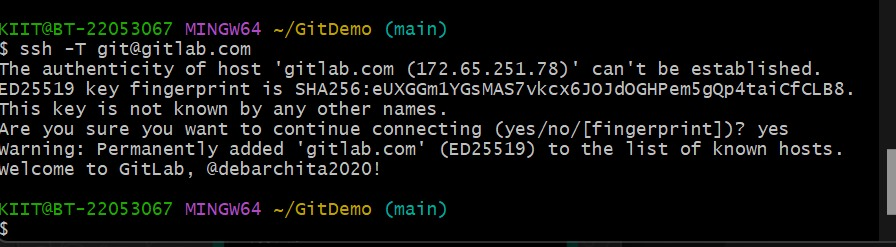 KIIT@BT-22053067 MINGW64 ~/GitDemo (main)
$ ssh -T git@gitlab.com
The authenticity of host 'gitlab.com (172.65.251.78)' can't be established.
ED25519 key fingerprint is SHA256:eUXGGm1YGsMAS7vkcx6JOJdOGHPem5gQp4taiCfCLB8.
This key is not known by any other names.
Are you sure you want to continue connecting (yes/no/[fingerprint])? yes
Warning: Permanently added 'gitlab.com' (ED25519) to the list of known hosts.
Welcome to GitLab, @debarchita2020!
KIIT@BT-22053067 MINGW64 ~/GitDemo (main)
$